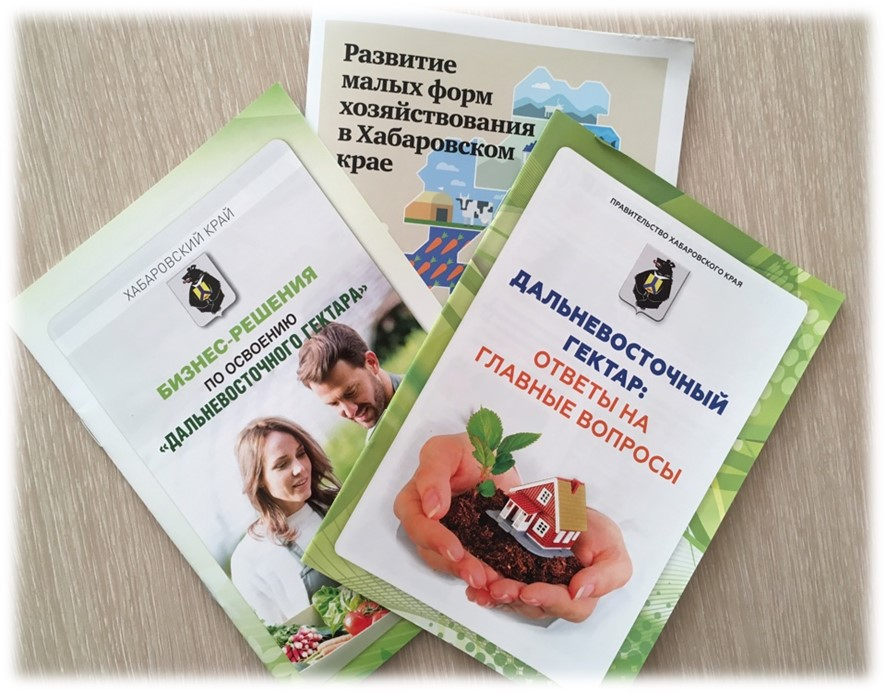 Развитие
малых форм
хозяйствования
в Хабаровском
крае
ХАБАРОВСКИЙ КРАЙ
БИЗНЕС-РЕШЕНИЯ
ПО ОСВОЕНИЮ
«ДАЛЬНЕВОСТОЧНОГО ГЕКТАРА»
ПРАВИТЕЛЬСТВО ХАБАРОВСКОГО КРАЯ
ДАЛЬНЕВОСТОЧНЫЙ
ГЕКТАР:
ОТВЕТЫ НА
ГЛАВНЫЕ ВОПРОСЫ